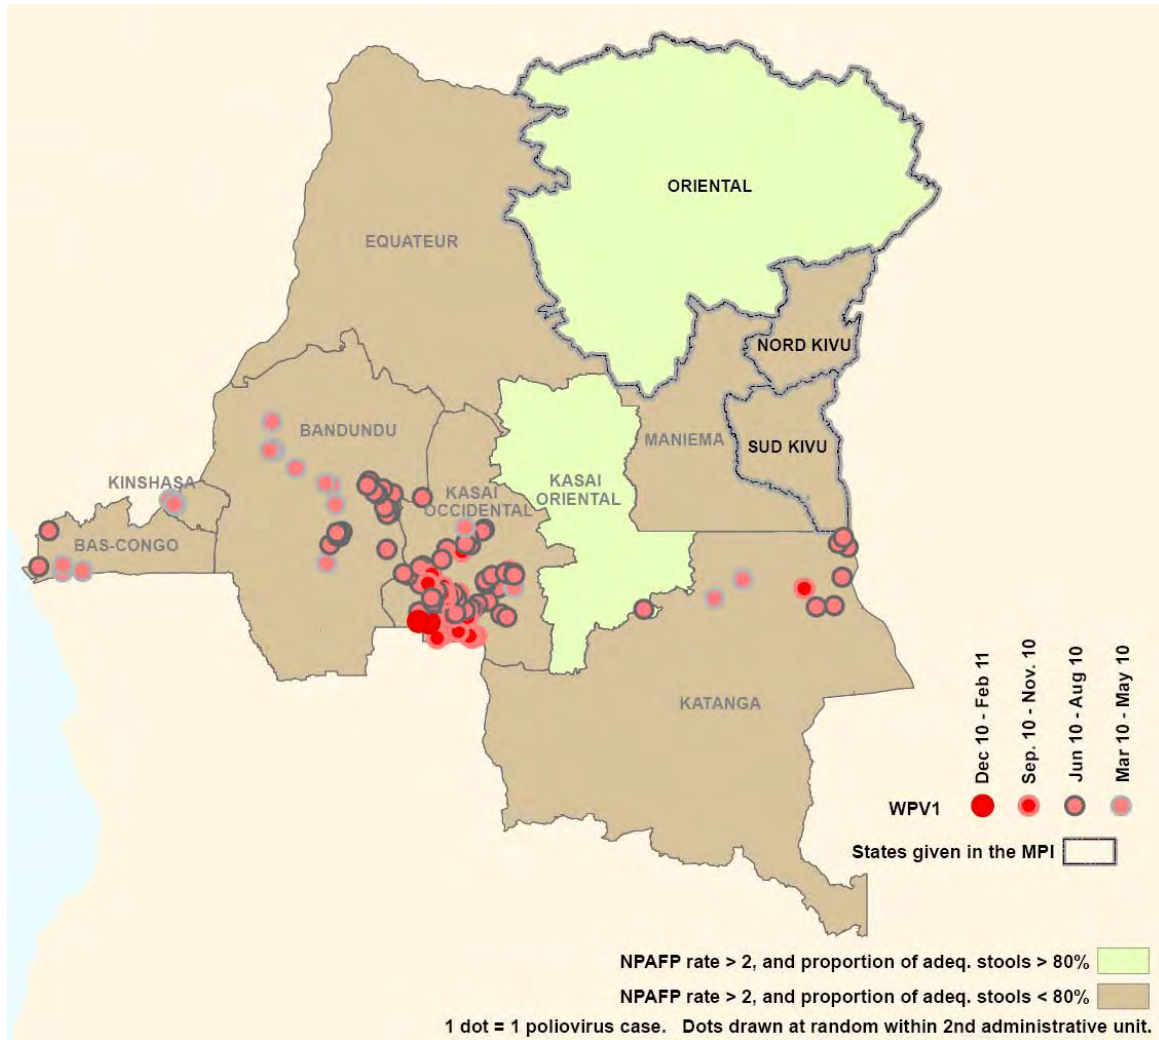 ORIENTAL
EQUATEUR
NORD KIVU
BANDUNDU
MANIEMA
SUD KIVU
KINSHASA
KASAI
OCCIDENTAL
KASAI
ORIENTAL
BAS-CONGO
KATANGA
Dec 10 - Feb 11
Sep. 10 - Nov. 10
Jun 10 - Aug 10
Mar 10 - May 10
WPV1
States given in the MPI
NPAFP rate > 2, and proportion of adeq. stools > 80%
NPAFP rate > 2, and proportion of adeq. stools < 80%
1 dot = 1 poliovirus case. Dots drawn at random within 2nd administrative unit.